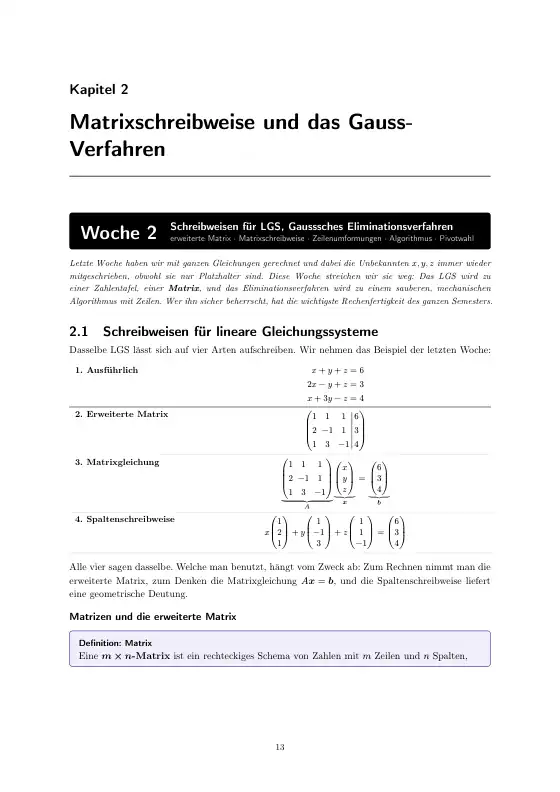 Kapitel 2
Matrixschreibweise und das Gauss-
Verfahren
Woche 2
Schreibweisen für LGS, Gausssches Eliminationsverfahren
erweiterte Matrix · Matrixschreibweise · Zeilenumformungen · Algorithmus · Pivotwahl
Letzte Woche haben wir mit ganzen Gleichungen gerechnet und dabei die Unbekannten x, y, z immer wieder
mitgeschrieben, obwohl sie nur Platzhalter sind. Diese Woche streichen wir sie weg: Das LGS wird zu
einer Zahlentafel, einer Matrix, und das Eliminationsverfahren wird zu einem sauberen, mechanischen
Algorithmus mit Zeilen. Wer ihn sicher beherrscht, hat die wichtigste Rechenfertigkeit des ganzen Semesters.
2.1 Schreibweisen für lineare Gleichungssysteme
Dasselbe LGS lässt sich auf vier Arten aufschreiben. Wir nehmen das Beispiel der letzten Woche:
1. Ausführlich
x + y + z = 6
2x − y + z = 3
x + 3y − z = 4
2. Erweiterte Matrix
1 1 1 | 6
2 −1 1 | 3
1 3 −1 | 4
3. Matrixgleichung
(1 1 1) (x) (6)
(2 −1 1) (y) = (3)
(1 3 −1) (z) (4)
A x b
4. Spaltenschreibweise
(1) (1) (1) (6)
x (2) + y (−1) + z (1) = (3)
(1) (3) (−1) (4)
Alle vier sagen dasselbe. Welche man benutzt, hängt vom Zweck ab: Zum Rechnen nimmt man die
erweiterte Matrix, zum Denken die Matrixgleichung Ax = b, und die Spaltenschreibweise liefert
eine geometrische Deutung.
Matrizen und die erweiterte Matrix
Definition: Matrix
Eine m × n-Matrix ist ein rechteckiges Schema von Zahlen mit m Zeilen und n Spalten,
13